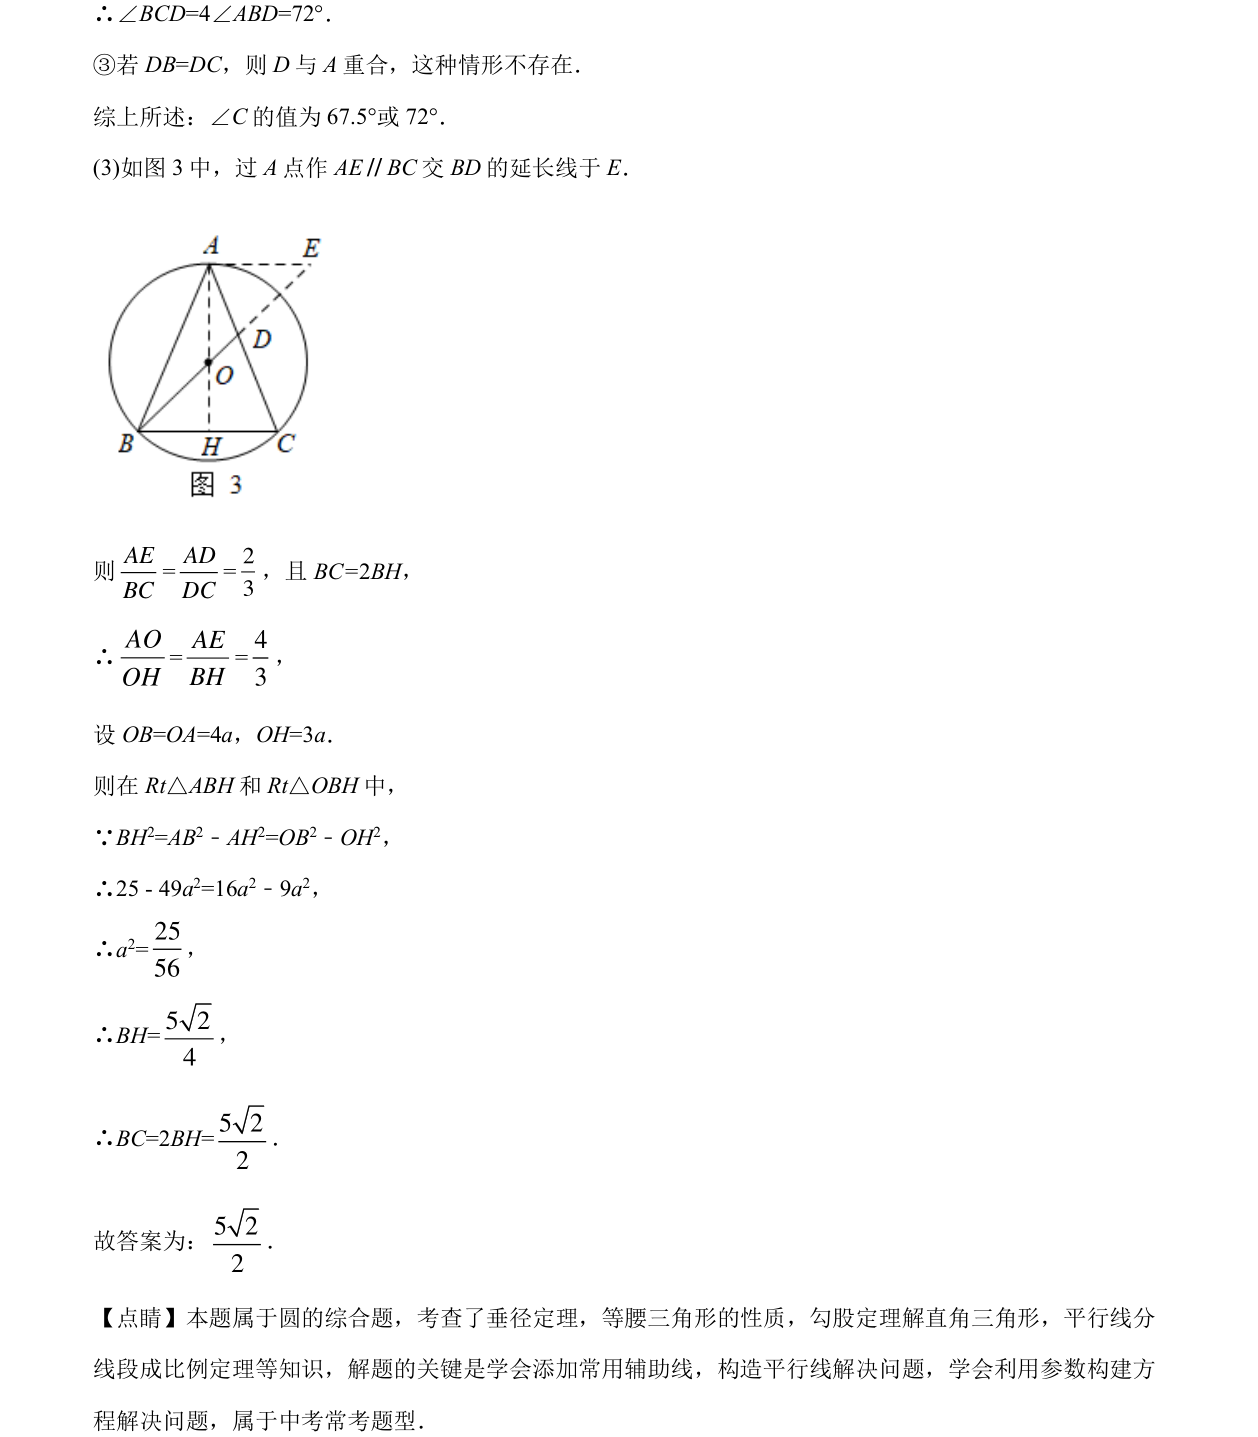 ∴∠BCD=4∠ABD=72°．
③若 DB=DC，则 D 与 A 重合，这种情形不存在．
综上所述：∠C 的值为 67.5°或 72°．
(3)如图 3 中，过 A 点作 AE // BC 交 BD 的延长线于 E．
A E
D
O
B H C
图 3
则 AE/BC = AD/DC = 2/3 ，且 BC=2BH，
∴ AO/OH = AE/BH = 4/3 ，
设 OB=OA=4a，OH=3a．
则在 Rt△ABH 和 Rt△OBH 中，
∵BH²=AB²﹣AH²=OB²﹣OH²，
∴25 - 49a²=16a²﹣9a²，
∴a²= 25/56 ，
∴BH= 5√2/4 ，
∴BC=2BH= 5√2/2 ．
故答案为： 5√2/2 ．
【点睛】本题属于圆的综合题，考查了垂径定理，等腰三角形的性质，勾股定理解直角三角形，平行线分
线段成比例定理等知识，解题的关键是学会添加常用辅助线，构造平行线解决问题，学会利用参数构建方
程解决问题，属于中考常考题型．